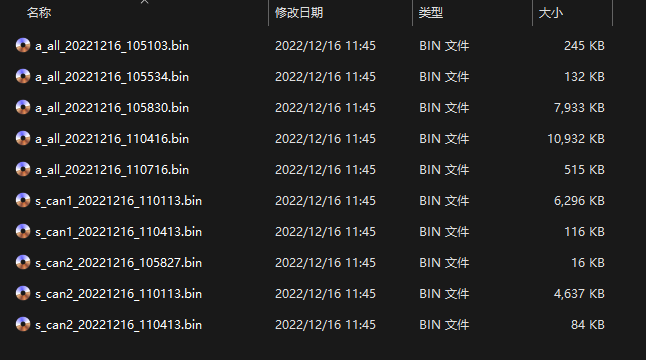 名称 修改日期 类型 大小
a_all_20221216_105103.bin 2022/12/16 11:45 BIN 文件 245 KB
a_all_20221216_105534.bin 2022/12/16 11:45 BIN 文件 132 KB
a_all_20221216_105830.bin 2022/12/16 11:45 BIN 文件 7,933 KB
a_all_20221216_110416.bin 2022/12/16 11:45 BIN 文件 10,932 KB
a_all_20221216_110716.bin 2022/12/16 11:45 BIN 文件 515 KB
s_can1_20221216_110113.bin 2022/12/16 11:45 BIN 文件 6,296 KB
s_can1_20221216_110413.bin 2022/12/16 11:45 BIN 文件 116 KB
s_can2_20221216_105827.bin 2022/12/16 11:45 BIN 文件 16 KB
s_can2_20221216_110113.bin 2022/12/16 11:45 BIN 文件 4,637 KB
s_can2_20221216_110413.bin 2022/12/16 11:45 BIN 文件 84 KB